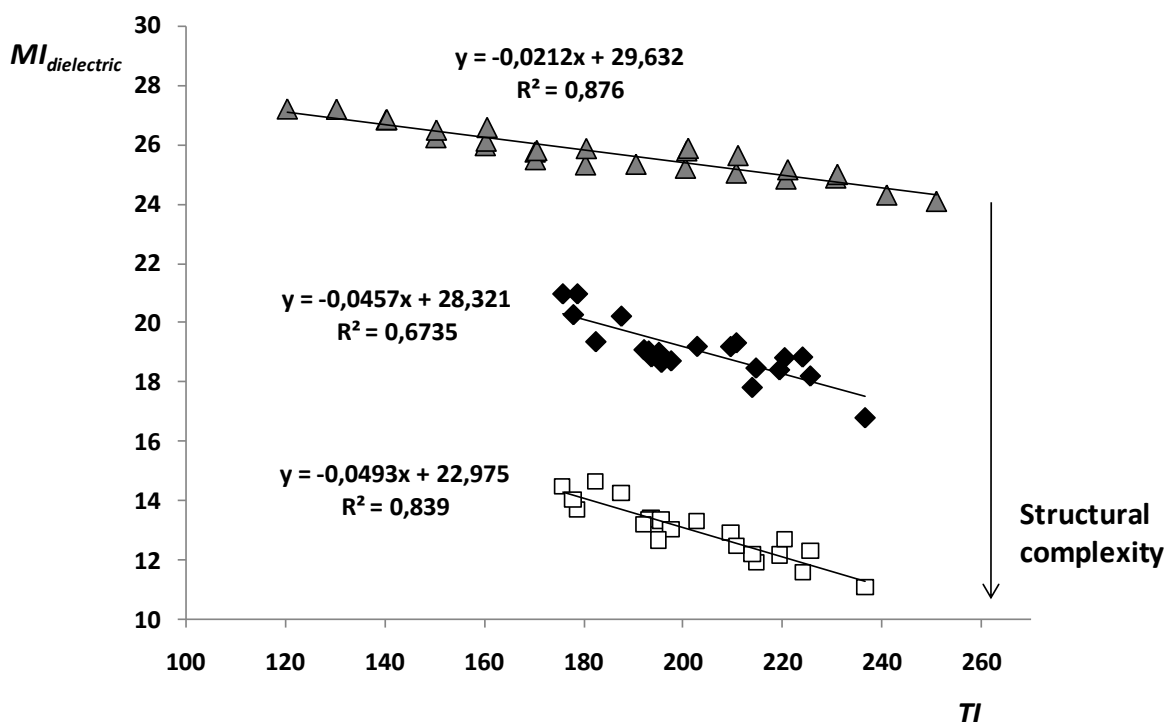 30
MIdielectric
y = -0,0212x + 29,632
R² = 0,876
28
26
24
22
y = -0,0457x + 28,321
R² = 0,6735
20
18
16
y = -0,0493x + 22,975
R² = 0,839
14
12
10
Structural
complexity
100 120 140 160 180 200 220 240 260
TI